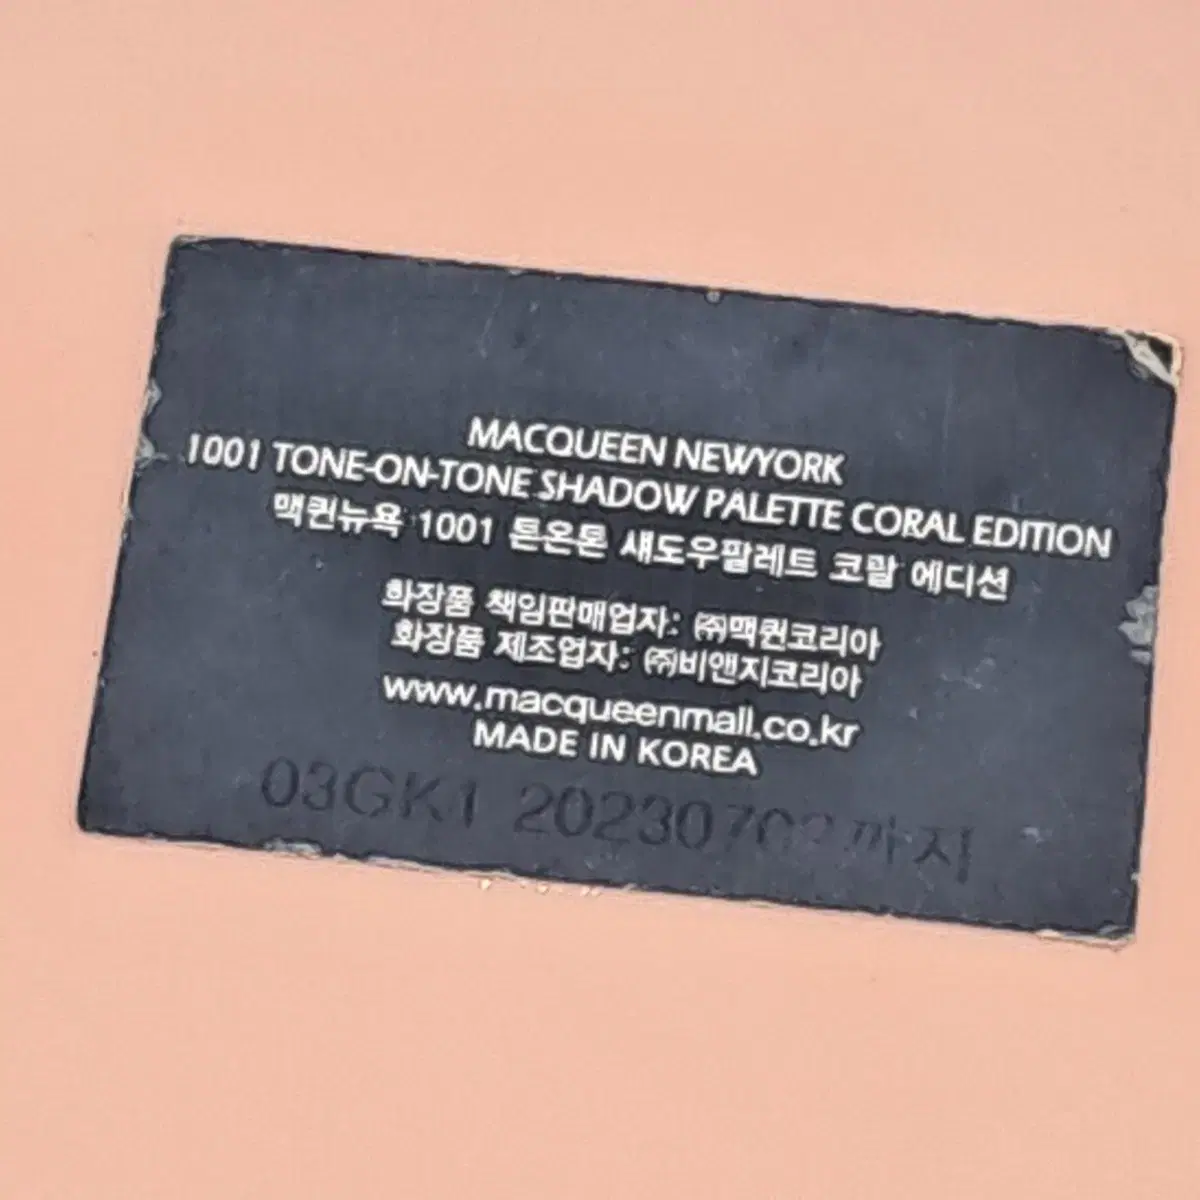 MACQUEEN NEWYORK
1001 TONE-ON-TONE SHADOW PALETTE CORAL EDITION
맥퀸뉴욕 1001 톤온톤 섀도우팔레트 코랄 에디션
화장품 책임판매업자: ㈜맥퀸코리아
화장품 제조업자: ㈜비앤지코리아
www.macqueenmall.co.kr
MADE IN KOREA
03GK1 까지